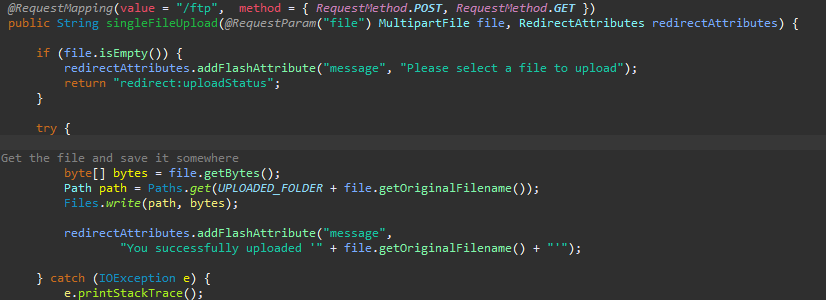 @RequestMapping(value = "/ftp",  method = { RequestMethod.POST, RequestMethod.GET })
public String singleFileUpload(@RequestParam("file") MultipartFile file, RedirectAttributes redirectAttributes) {
if (file.isEmpty()) {
redirectAttributes.addFlashAttribute("message", "Please select a file to upload");
return "redirect:uploadStatus";
}
try {
Get the file and save it somewhere
byte[] bytes = file.getBytes();
Path path = Paths.get(UPLOADED_FOLDER + file.getOriginalFilename());
Files.write(path, bytes);
redirectAttributes.addFlashAttribute("message",
"You successfully uploaded '" + file.getOriginalFilename() + "'");
} catch (IOException e) {
e.printStackTrace();